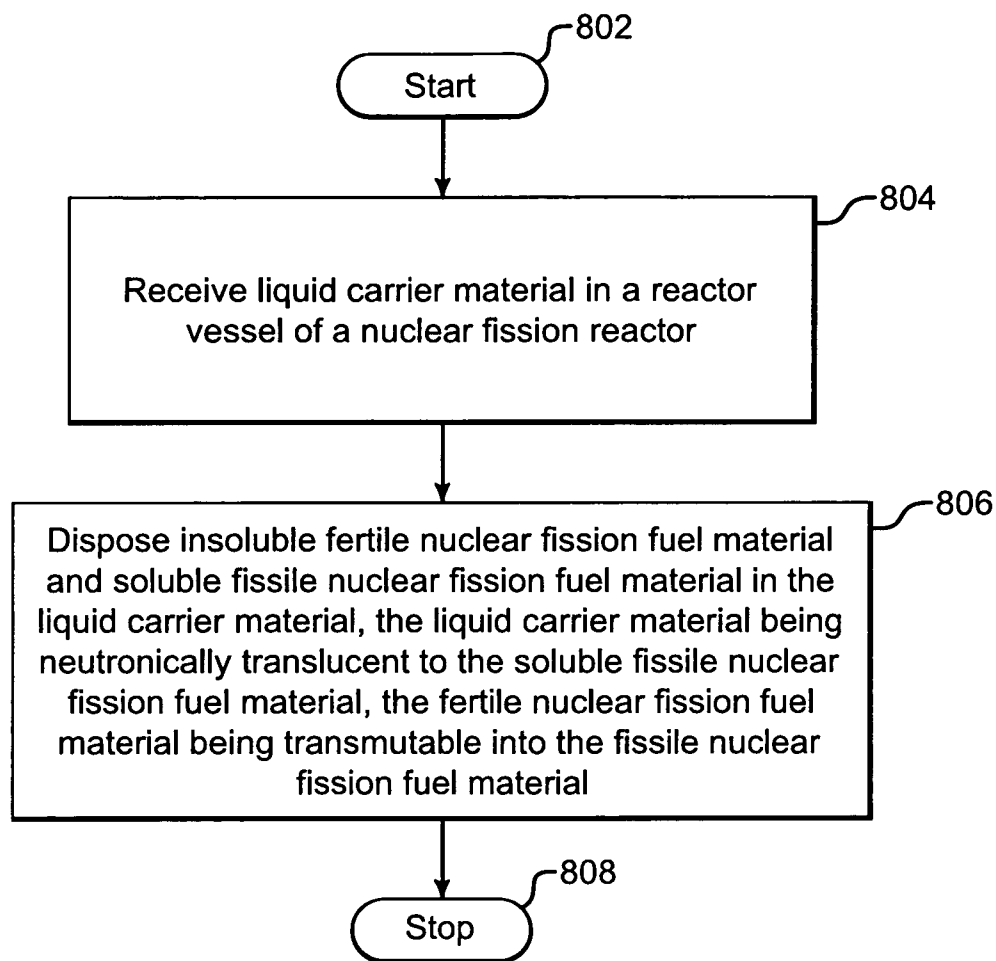 802
Start
804
Receive liquid carrier material in a reactor
vessel of a nuclear fission reactor
806
Dispose insoluble fertile nuclear fission fuel material
and soluble fissile nuclear fission fuel material in the
liquid carrier material, the liquid carrier material being
neutronically translucent to the soluble fissile nuclear
fission fuel material, the fertile nuclear fission fuel
material being transmutable into the fissile nuclear
fission fuel material
808
Stop